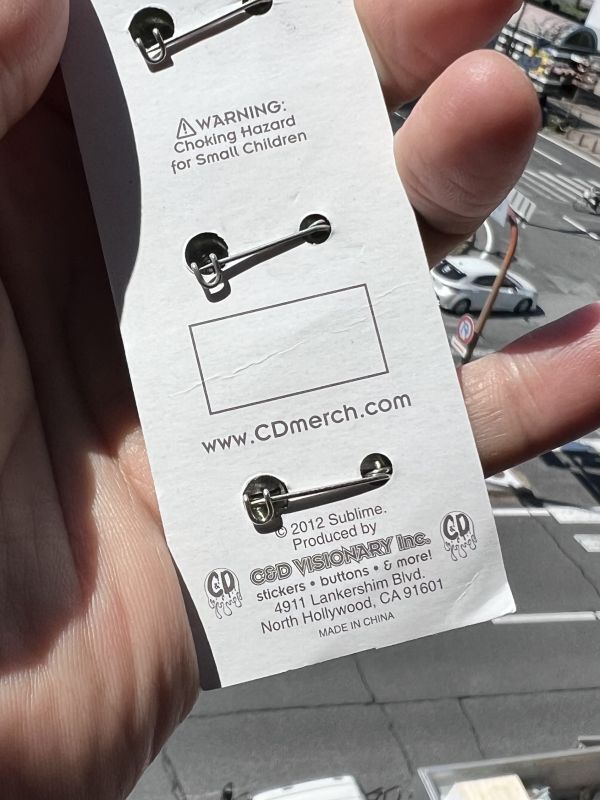 ⚠ WARNING:
Choking Hazard
for Small Children
www.CDmerch.com
© 2012 Sublime.
Produced by
C&D VISIONARY Inc.
stickers • buttons • & more!
4911 Lankershim Blvd.
North Hollywood, CA 91601
MADE IN CHINA
C&D
C&D